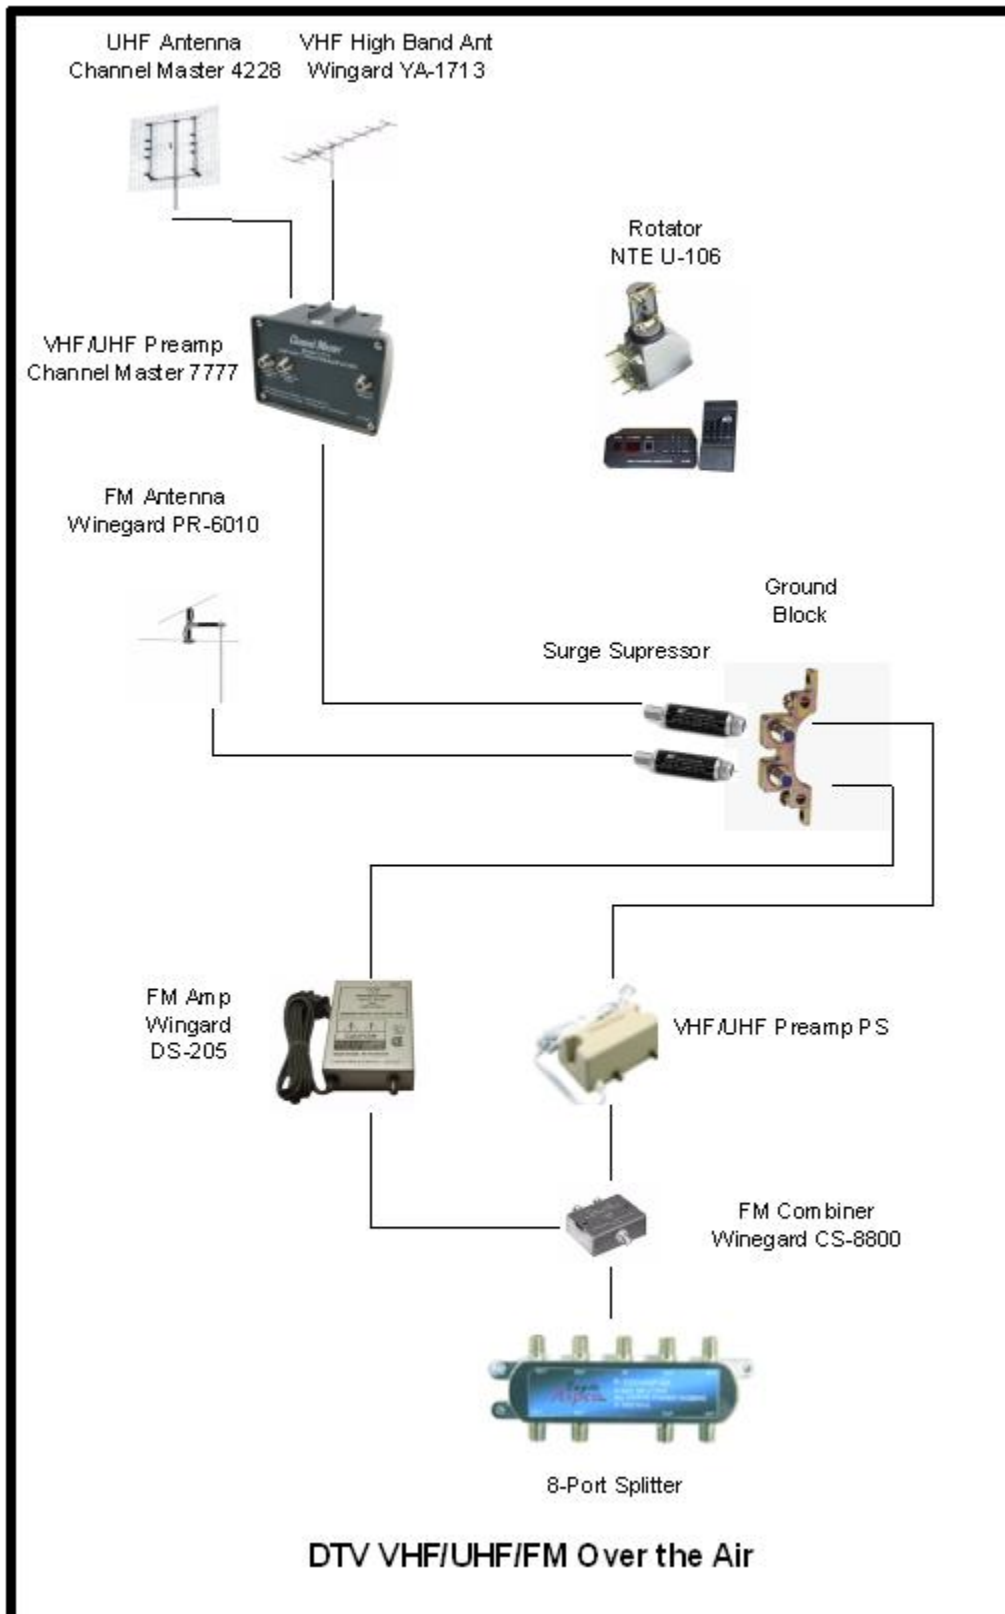 UHF Antenna
Channel Master 4228
VHF High Band Ant
Wingard YA-1713
Rotator
NTE U-106
VHF/UHF Preamp
Channel Master 7777
Channel Master
FM Antenna
Winegard PR-6010
Ground
Block
Surge Supressor
FM Amp
Wingard
DS-205
VHF/UHF Preamp PS
FM Combiner
Winegard CS-8800
8-Port Splitter
DTV VHF/UHF/FM Over the Air